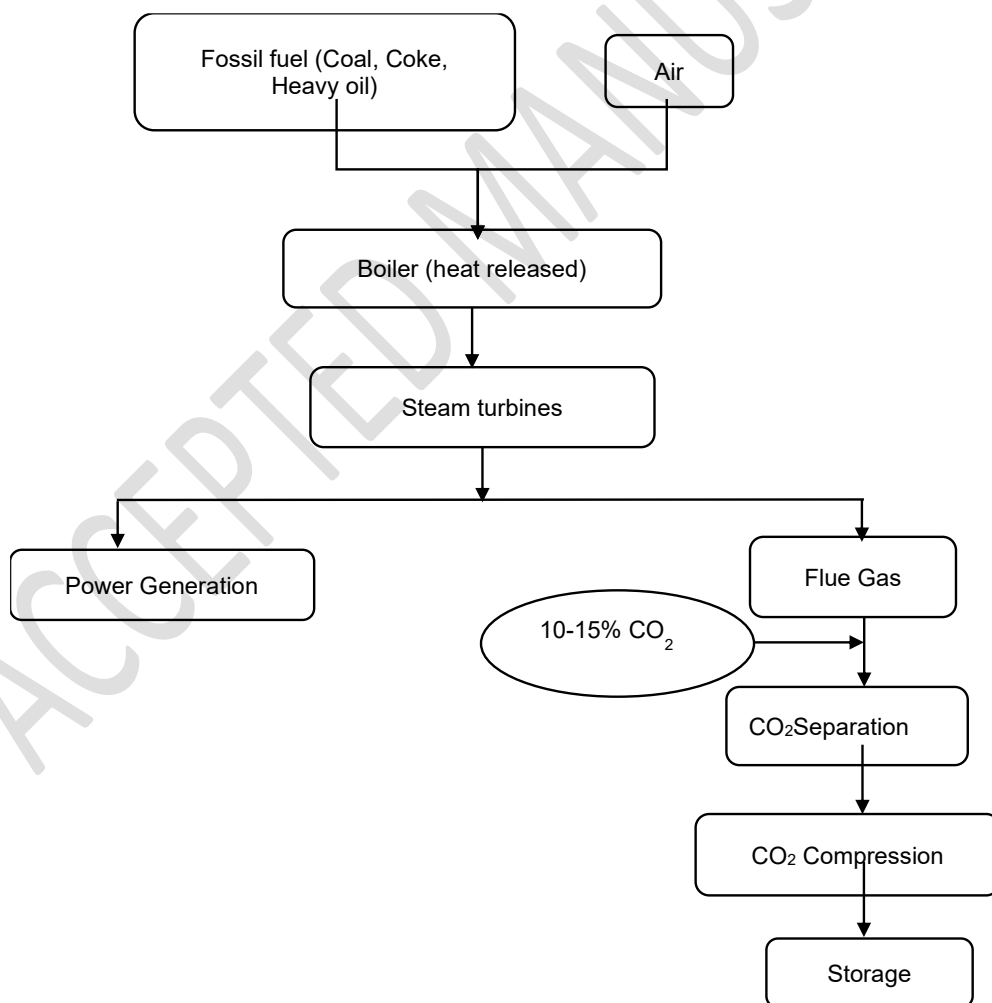 Fossil fuel (Coal, Coke,
Heavy oil)
Air
Boiler (heat released)
Steam turbines
Power Generation
Flue Gas
10-15% CO₂
CO₂Separation
CO₂ Compression
Storage
ACCEPTED MANUS